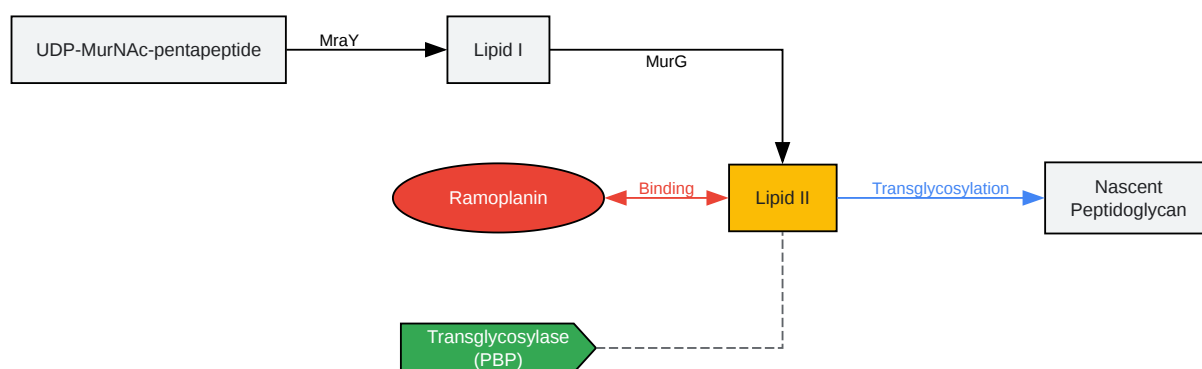 UDP-MurNAc-pentapeptide
MraY
Lipid I
MurG
Ramoplanin
Binding
Lipid II
Transglycosylation
Nascent
Peptidoglycan
Transglycosylase
(PBP)